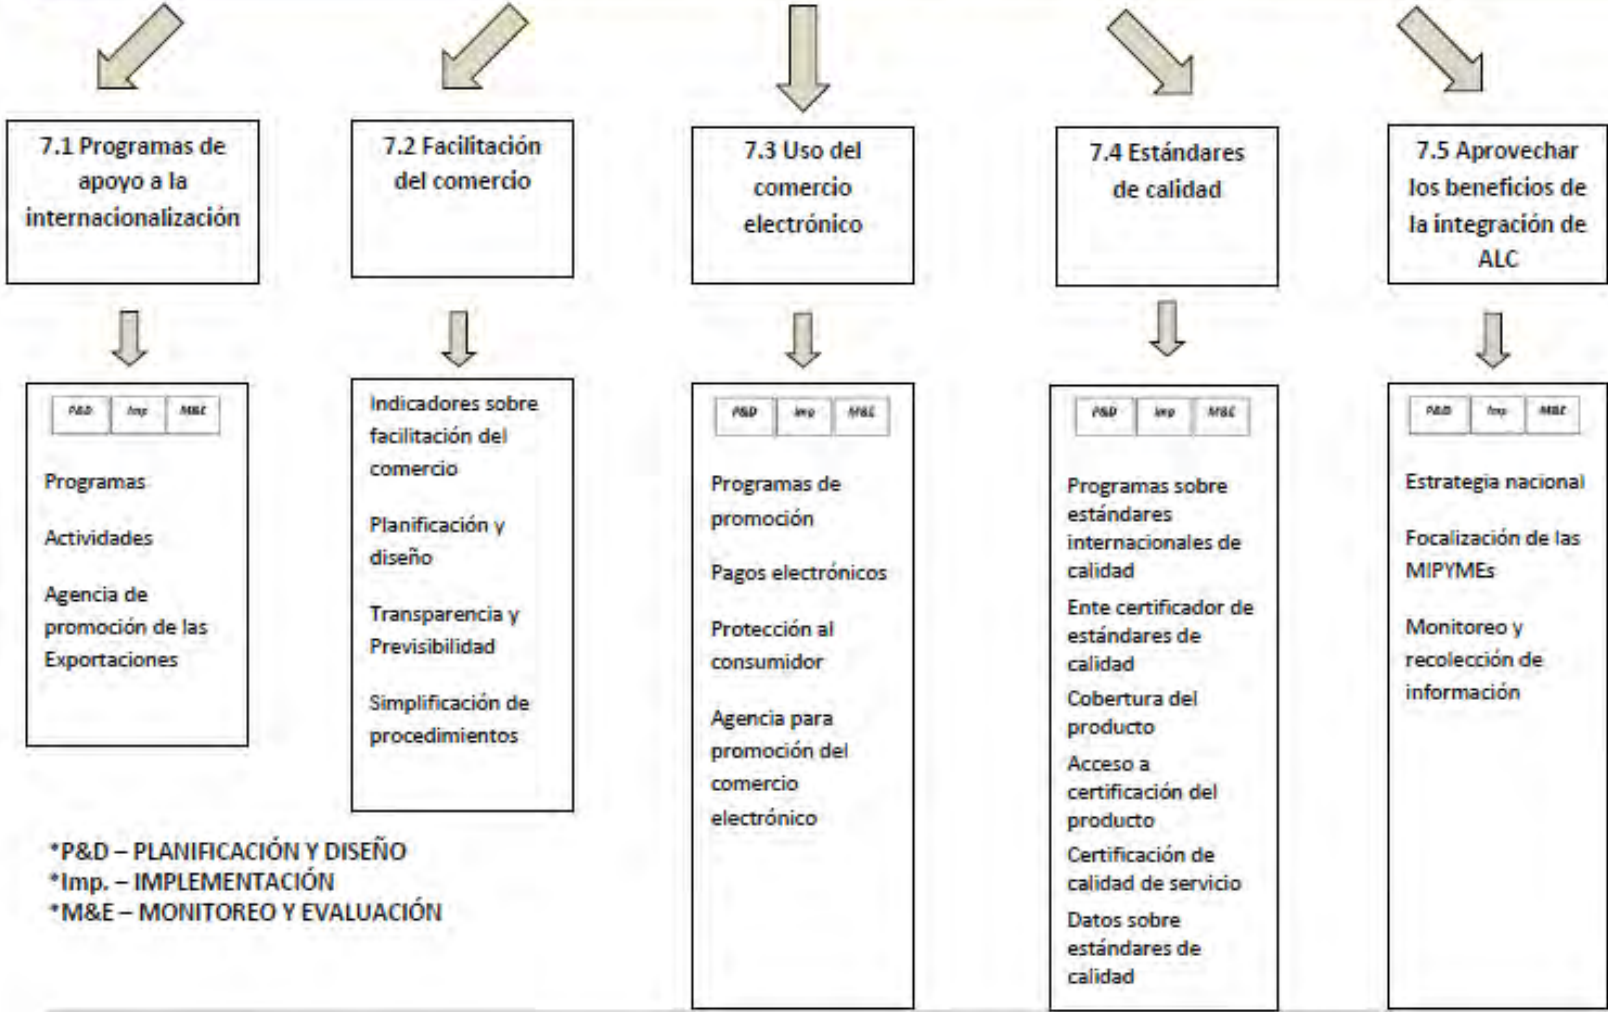 7.1 Programas de
apoyo a la
internacionalización
7.2 Facilitación
del comercio
7.3 Uso del
comercio
electrónico
7.4 Estándares
de calidad
7.5 Aprovechar
los beneficios de
la integración de
ALC
P&D Imp M&E
Programas
Actividades
Agencia de
promoción de las
Exportaciones
Indicadores sobre
facilitación del
comercio
Planificación y
diseño
Transparencia y
Previsibilidad
Simplificación de
procedimientos
P&D Imp M&E
Programas de
promoción
Pagos electrónicos
Protección al
consumidor
Agencia para
promoción del
comercio
electrónico
P&D Imp M&E
Programas sobre
estándares
internacionales de
calidad
Ente certificador de
estándares de
calidad
Cobertura del
producto
Acceso a
certificación del
producto
Certificación de
calidad de servicio
Datos sobre
estándares de
calidad
P&D Imp M&E
Estrategia nacional
Focalización de las
MIPYMEs
Monitoreo y
recolección de
información
*P&D – PLANIFICACIÓN Y DISEÑO
*Imp. – IMPLEMENTACIÓN
*M&E – MONITOREO Y EVALUACIÓN